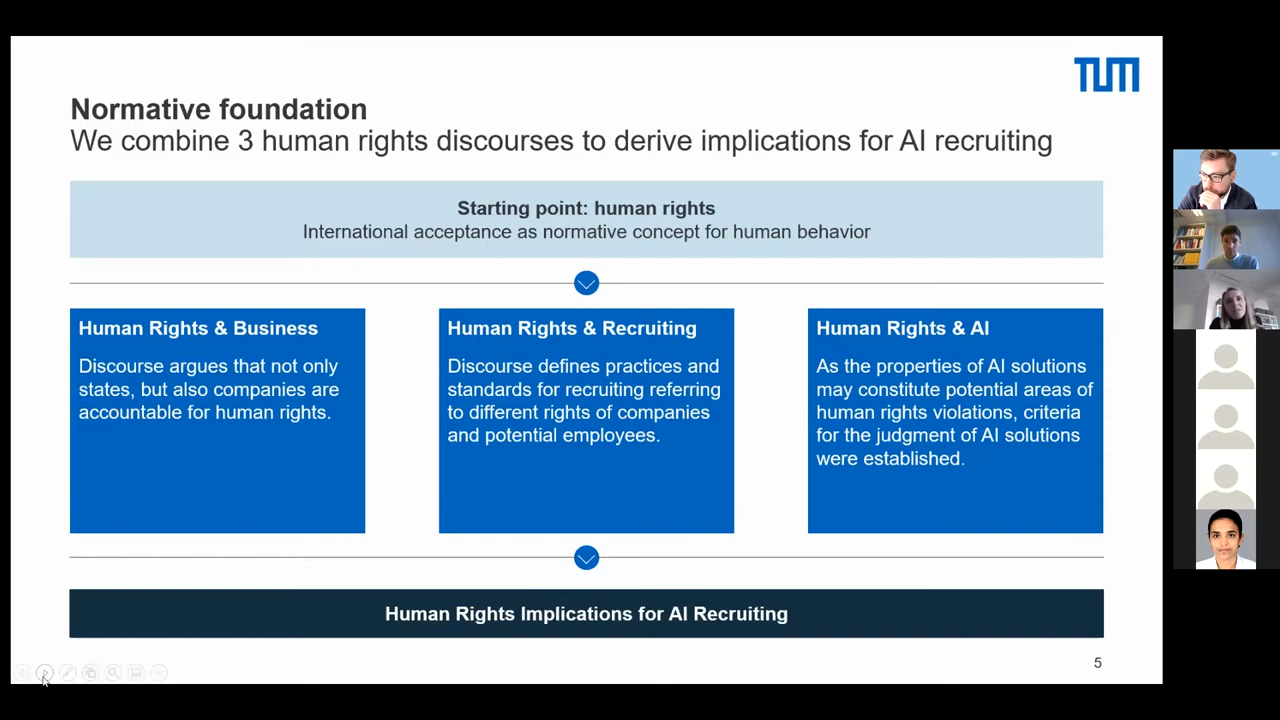 TUM
Normative foundation
We combine 3 human rights discourses to derive implications for AI recruiting
Starting point: human rights
International acceptance as normative concept for human behavior
Human Rights & Business
Discourse argues that not only
states, but also companies are
accountable for human rights.
Human Rights & Recruiting
Discourse defines practices and
standards for recruiting referring
to different rights of companies
and potential employees.
Human Rights & AI
As the properties of AI solutions
may constitute potential areas of
human rights violations, criteria
for the judgment of AI solutions
were established.
Human Rights Implications for AI Recruiting
5